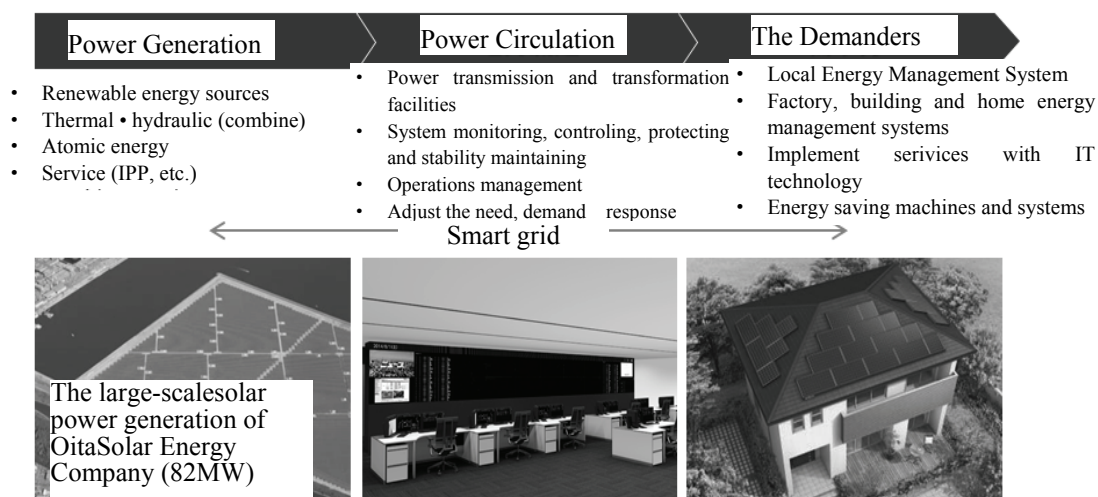 Power Generation
Power Circulation
The Demanders
• Renewable energy sources
• Thermal • hydraulic (combine)
• Atomic energy
• Service (IPP, etc.)
• Power transmission and transformation
facilities
• System monitoring, controling, protecting
and stability maintaining
• Operations management
• Adjust the need, demand response
• Local Energy Management System
• Factory, building and home energy
management systems
• Implement serivices with IT
technology
• Energy saving machines and systems
Smart grid
The large-scalesolar
power generation of
OitaSolar Energy
Company (82MW)